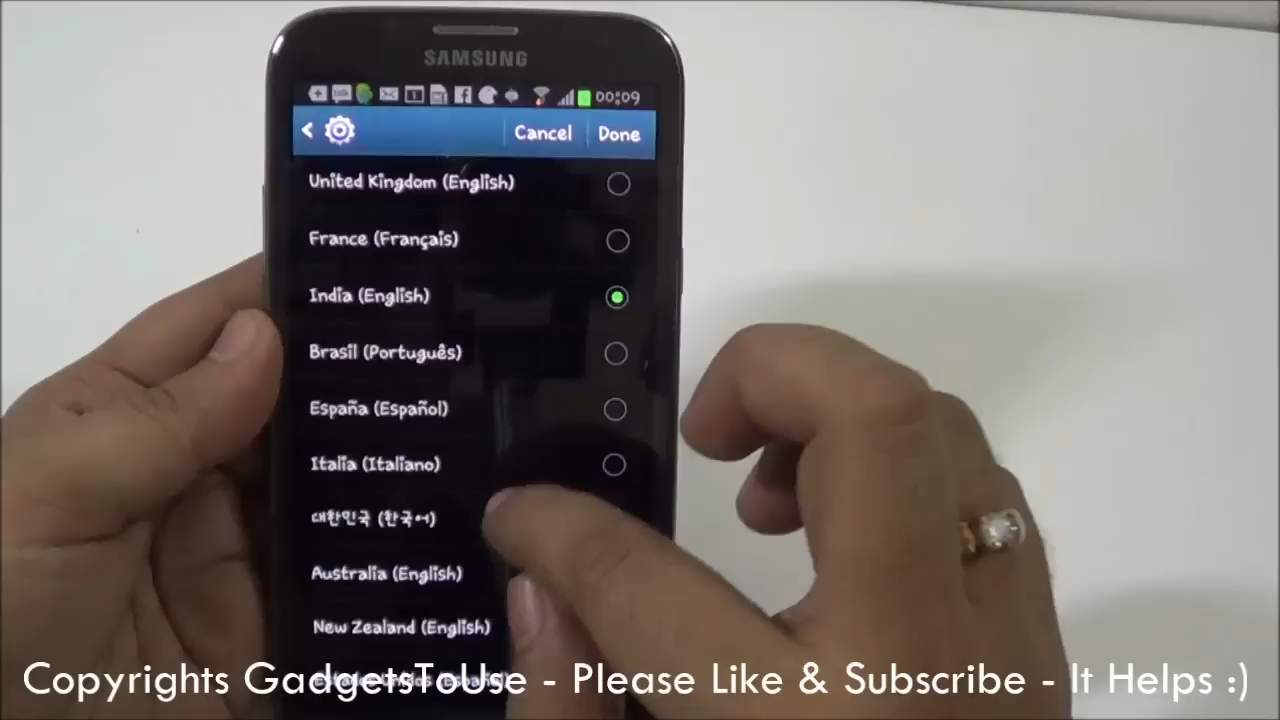 SAMSUNG
00:09
Cancel Done
United Kingdom (English)
France (Français)
India (English)
Brasil (Português)
España (Español)
Italia (Italiano)
대한민국 (한국어)
Australia (English)
New Zealand (English)
Copyrights GadgetsToUse - Please Like & Subscribe - It Helps :)